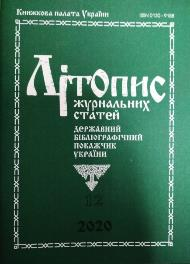 Книжкова палата України
ISSN 0130-9188
Літопис
журнальних
статей
державний
бібліографічний
покажчик
україни
12
2020